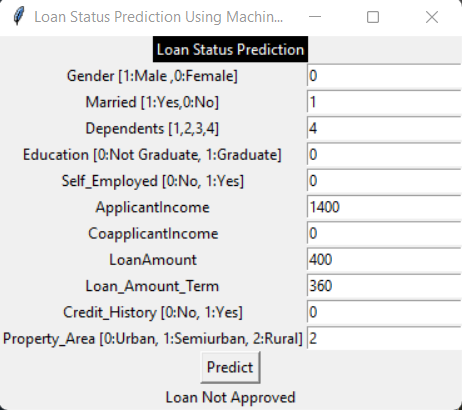 Loan Status Prediction Using Machin...
Loan Status Prediction
Gender [1:Male ,0:Female] 0
Married [1:Yes,0:No] 1
Dependents [1,2,3,4] 4
Education [0:Not Graduate, 1:Graduate] 0
Self_Employed [0:No, 1:Yes] 0
ApplicantIncome 1400
CoapplicantIncome 0
LoanAmount 400
Loan_Amount_Term 360
Credit_History [0:No, 1:Yes] 0
Property_Area [0:Urban, 1:Semiurban, 2:Rural] 2
Predict
Loan Not Approved